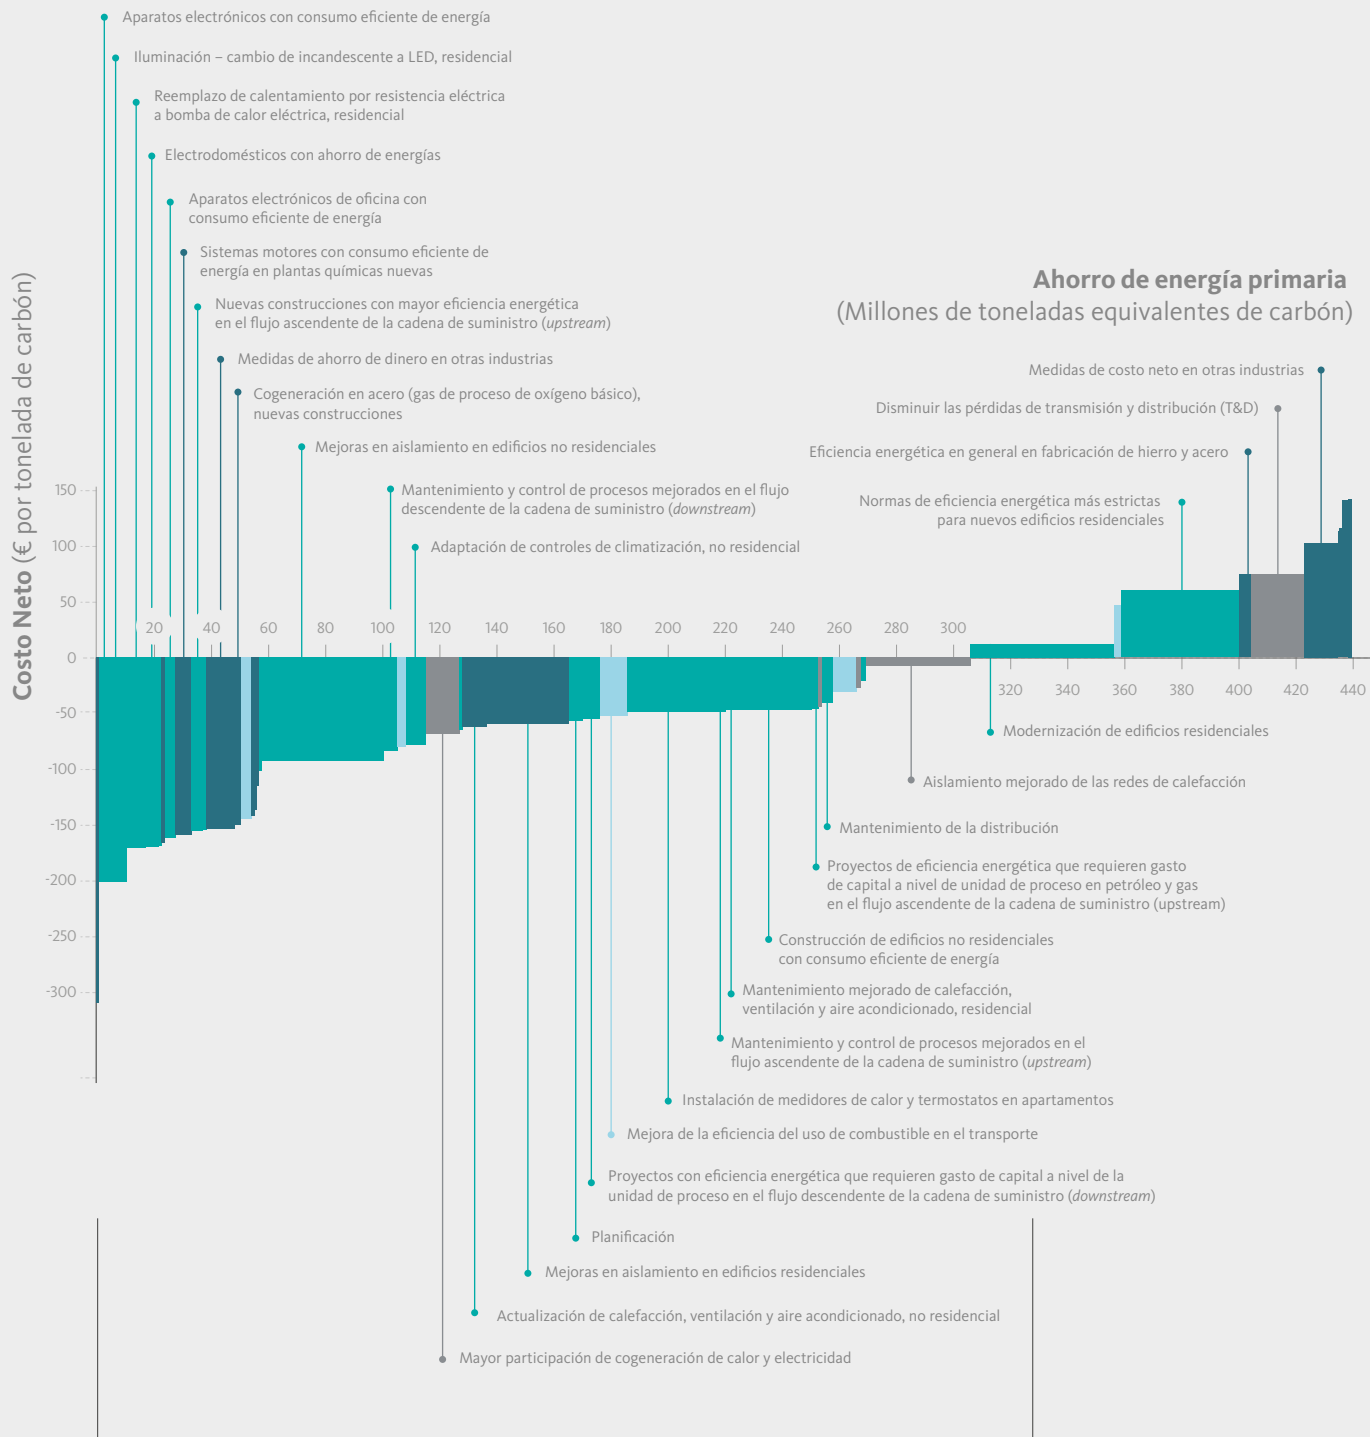 Aparatos electrónicos con consumo eficiente de energía
Iluminación – cambio de incandescente a LED, residencial
Reemplazo de calentamiento por resistencia eléctrica
a bomba de calor eléctrica, residencial
Electrodomésticos con ahorro de energías
Aparatos electrónicos de oficina con
consumo eficiente de energía
Sistemas motores con consumo eficiente de
energía en plantas químicas nuevas
Nuevas construcciones con mayor eficiencia energética
en el flujo ascendente de la cadena de suministro (upstream)
Medidas de ahorro de dinero en otras industrias
Cogeneración en acero (gas de proceso de oxígeno básico),
nuevas construcciones
Mejoras en aislamiento en edificios no residenciales
Mantenimiento y control de procesos mejorados en el flujo
descendente de la cadena de suministro (downstream)
Adaptación de controles de climatización, no residencial
Ahorro de energía primaria
(Millones de toneladas equivalentes de carbón)
Medidas de costo neto en otras industrias
Disminuir las pérdidas de transmisión y distribución (T&D)
Eficiencia energética en general en fabricación de hierro y acero
Normas de eficiencia energética más estrictas
para nuevos edificios residenciales
Costo Neto (€ por tonelada de carbón)
150
100
50
0
-50
-100
-150
-200
-250
-300
20 40 60 80 100 120 140 160 180 200 220 240 260 280 300
320 340 360 380 400 420 440
Modernización de edificios residenciales
Aislamiento mejorado de las redes de calefacción
Mantenimiento de la distribución
Proyectos de eficiencia energética que requieren gasto
de capital a nivel de unidad de proceso en petróleo y gas
en el flujo ascendente de la cadena de suministro (upstream)
Construcción de edificios no residenciales
con consumo eficiente de energía
Mantenimiento mejorado de calefacción,
ventilación y aire acondicionado, residencial
Mantenimiento y control de procesos mejorados en el
flujo ascendente de la cadena de suministro (upstream)
Instalación de medidores de calor y termostatos en apartamentos
Mejora de la eficiencia del uso de combustible en el transporte
Proyectos con eficiencia energética que requieren gasto de capital a nivel de la
unidad de proceso en el flujo descendente de la cadena de suministro (downstream)
Planificación
Mejoras en aislamiento en edificios residenciales
Actualización de calefacción, ventilación y aire acondicionado, no residencial
Mayor participación de cogeneración de calor y electricidad